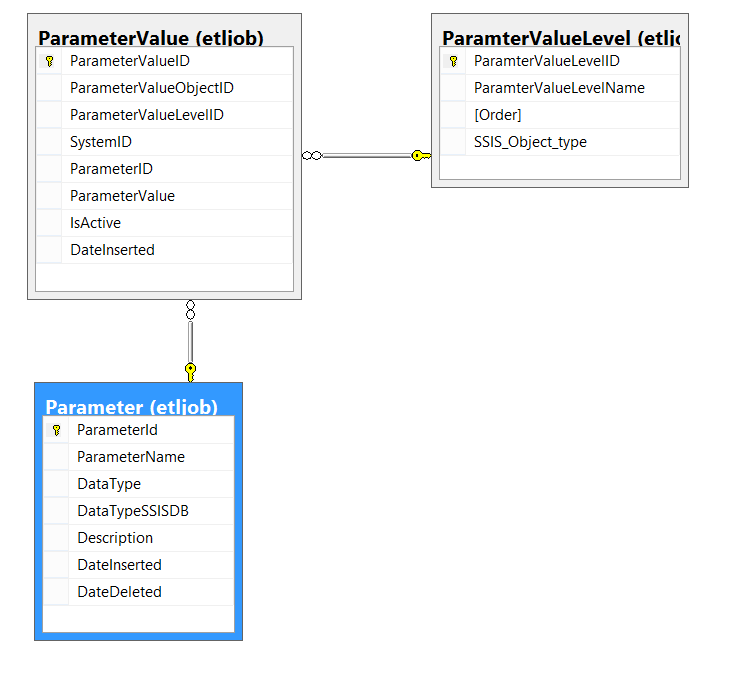 ParameterValue (etljob)
ParameterValueID
ParameterValueObjectID
ParameterValueLevelID
SystemID
ParameterID
ParameterValue
IsActive
DateInserted
ParamterValueLevel (etljo
ParamterValueLevelID
ParamterValueLevelName
[Order]
SSIS_Object_type
Parameter (etljob)
ParameterId
ParameterName
DataType
DataTypeSSISDB
Description
DateInserted
DateDeleted